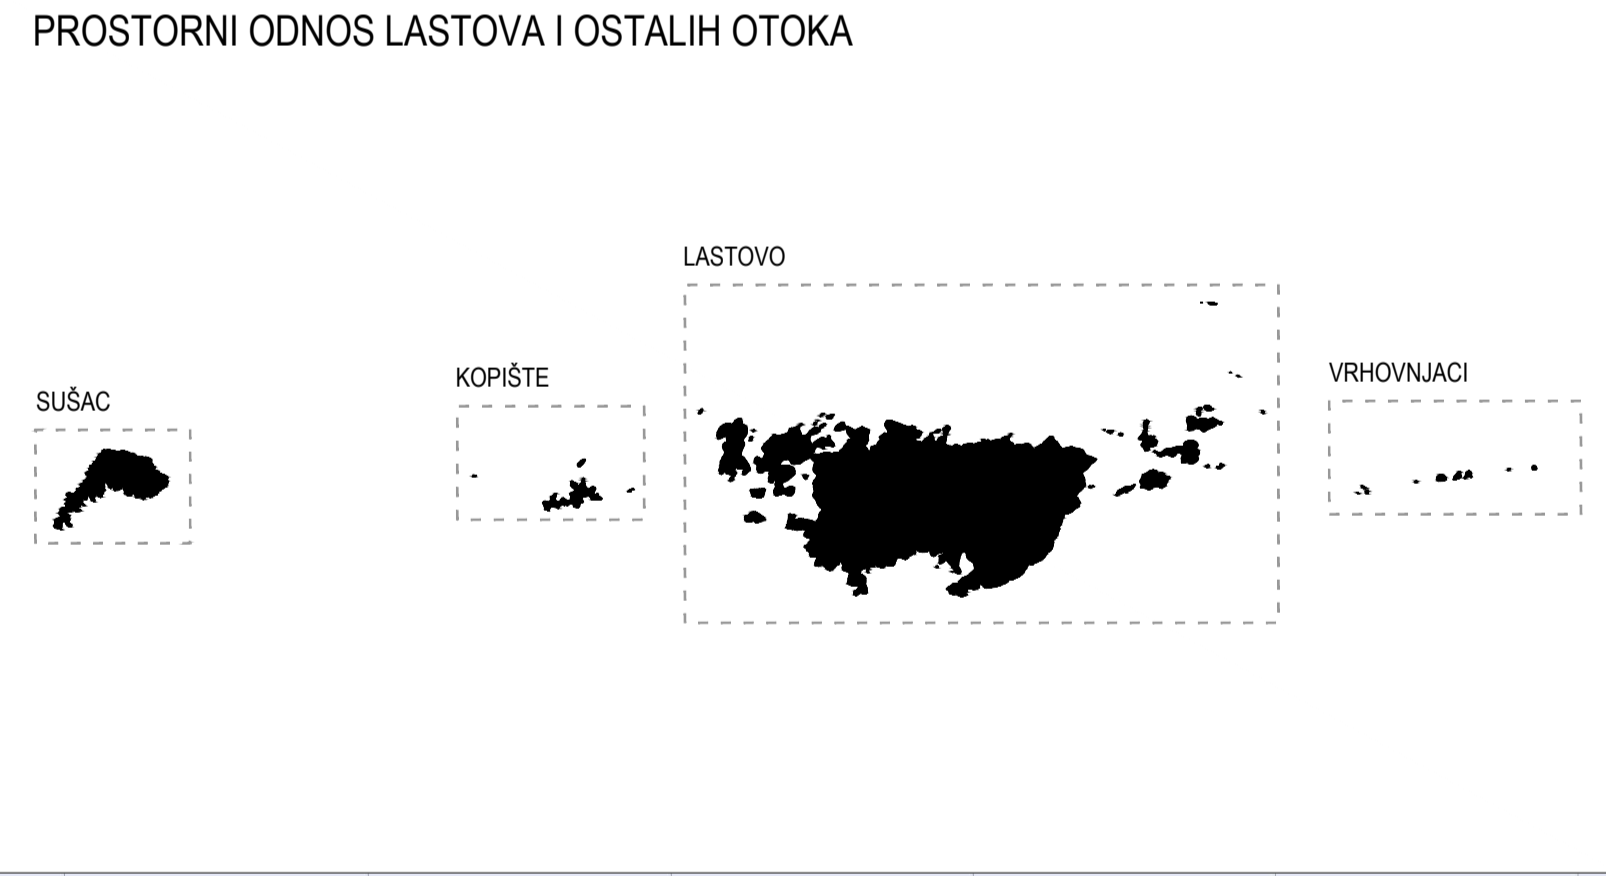 PROSTORNI ODNOS LASTOVA I OSTALIH OTOKA
LASTOVO
SUŠAC
KOPIŠTE
VRHOVNJACI